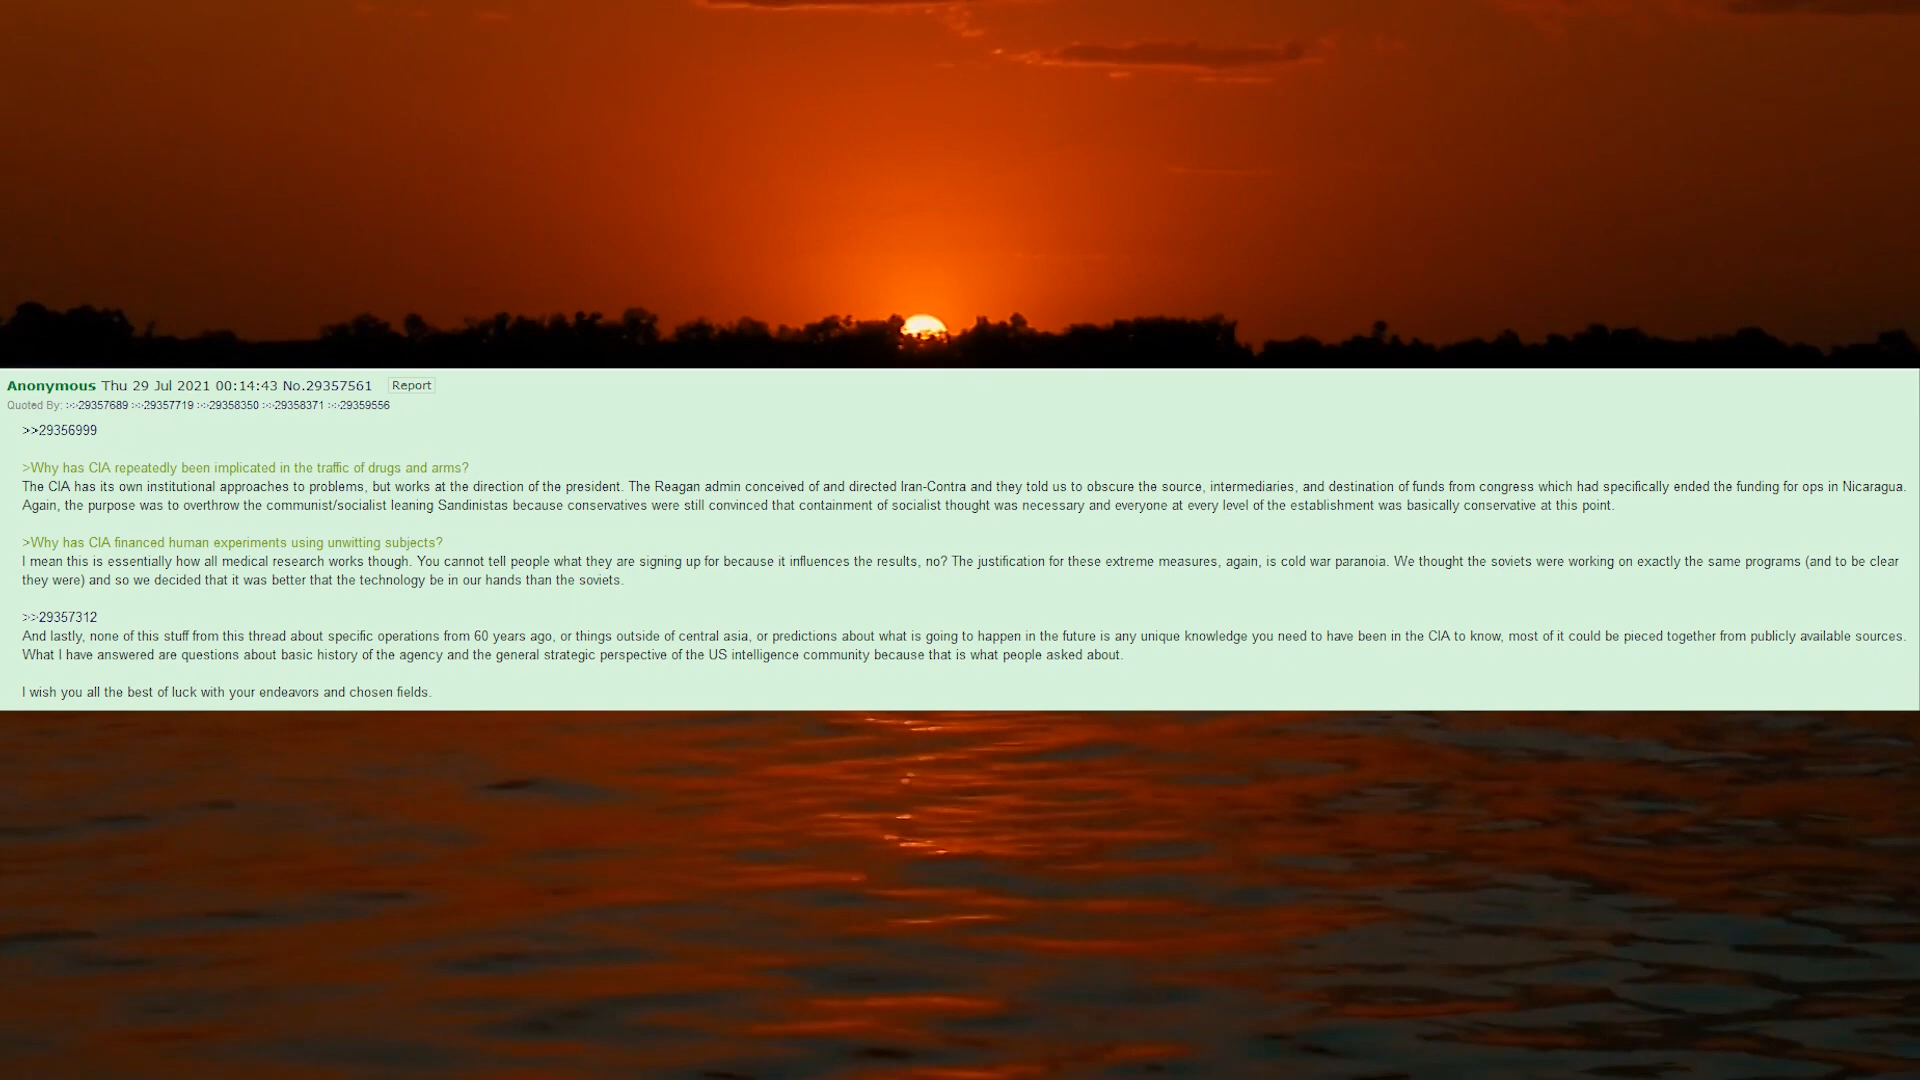 Anonymous Thu 29 Jul 2021 00:14:43 No.29357561 Report
Quoted By: >>29357689 >>29357719 >>29358350 >>29358371 >>29359556
>>29356999
>Why has CIA repeatedly been implicated in the traffic of drugs and arms?
The CIA has its own institutional approaches to problems, but works at the direction of the president. The Reagan admin conceived of and directed Iran-Contra and they told us to obscure the source, intermediaries, and destination of funds from congress which had specifically ended the funding for ops in Nicaragua.
Again, the purpose was to overthrow the communist/socialist leaning Sandinistas because conservatives were still convinced that containment of socialist thought was necessary and everyone at every level of the establishment was basically conservative at this point.
>Why has CIA financed human experiments using unwitting subjects?
I mean this is essentially how all medical research works though. You cannot tell people what they are signing up for because it influences the results, no? The justification for these extreme measures, again, is cold war paranoia. We thought the soviets were working on exactly the same programs (and to be clear
they were) and so we decided that it was better that the technology be in our hands than the soviets.
>>29357312
And lastly, none of this stuff from this thread about specific operations from 60 years ago, or things outside of central asia, or predictions about what is going to happen in the future is any unique knowledge you need to have been in the CIA to know, most of it could be pieced together from publicly available sources.
What I have answered are questions about basic history of the agency and the general strategic perspective of the US intelligence community because that is what people asked about.
I wish you all the best of luck with your endeavors and chosen fields.